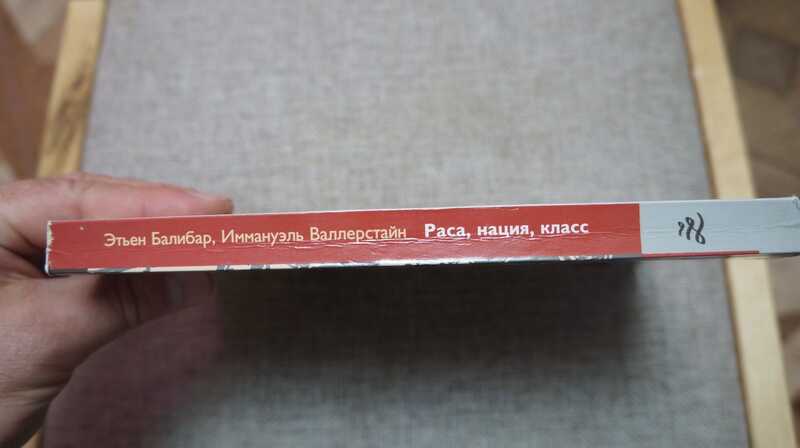 Этьен Балибар, Иммануэль Валлерстайн Раса, нация, класс